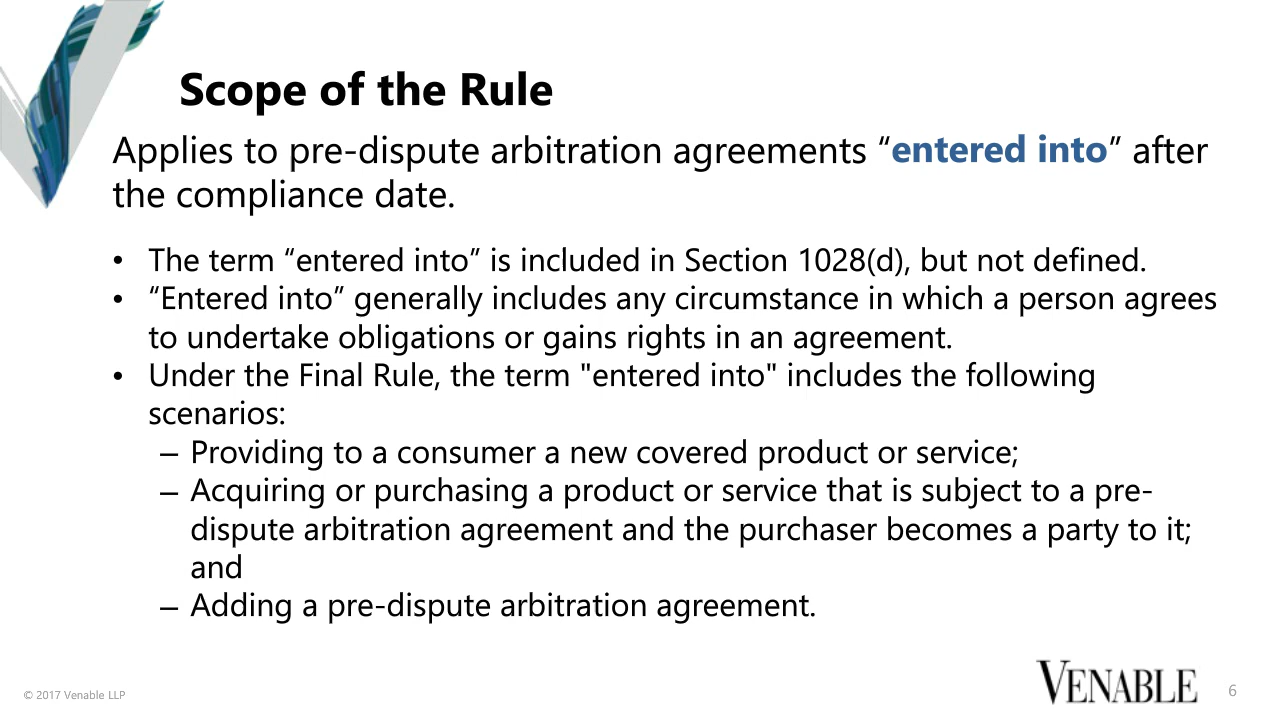 Scope of the Rule
Applies to pre-dispute arbitration agreements “entered into” after
the compliance date.
• The term “entered into” is included in Section 1028(d), but not defined.
• “Entered into” generally includes any circumstance in which a person agrees
to undertake obligations or gains rights in an agreement.
• Under the Final Rule, the term "entered into" includes the following
scenarios:
– Providing to a consumer a new covered product or service;
– Acquiring or purchasing a product or service that is subject to a pre-
dispute arbitration agreement and the purchaser becomes a party to it;
and
– Adding a pre-dispute arbitration agreement.
© 2017 Venable LLP
VENABLE
6